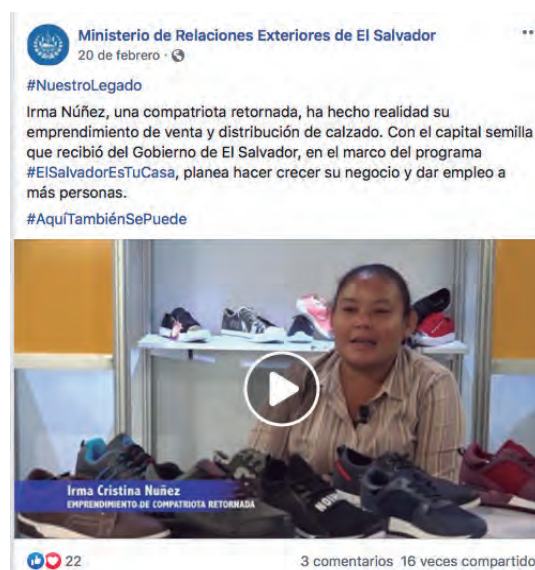 Ministerio de Relaciones Exteriores de El Salvador
20 de febrero ·
#NuestroLegado
Irma Núñez, una compatriota retornada, ha hecho realidad su
emprendimiento de venta y distribución de calzado. Con el capital semilla
que recibió del Gobierno de El Salvador, en el marco del programa
#ElSalvadorEsTuCasa, planea hacer crecer su negocio y dar empleo a
más personas.
#AquíTambiénSePuede
Irma Cristina Nuñez
EMPRENDIMIENTO DE COMPATRIOTA RETORNADA
22
3 comentarios 16 veces compartido